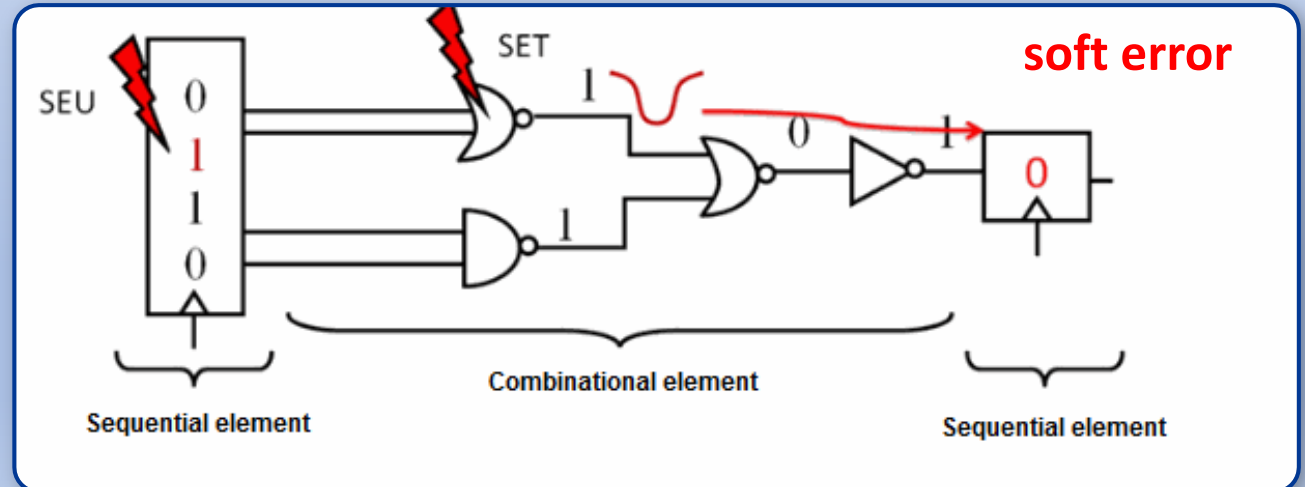 soft error
SET
SEU
0
1
1
0
1
1
0
1
0
Combinational element
Sequential element
Sequential element